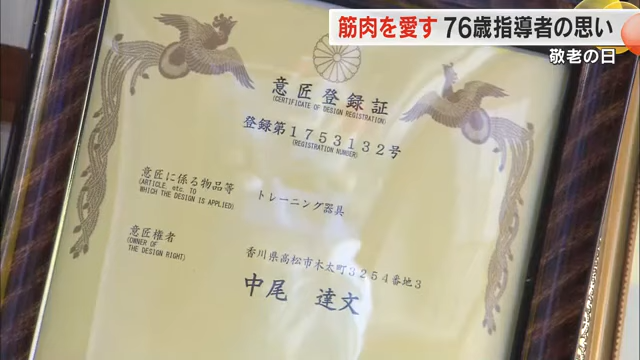 筋肉を愛す 76歳指導者の思い
敬老の日
意匠登録証
(CERTIFICATE OF DESIGN REGISTRATION)
登録第1753132号
(REGISTRATION NUMBER)
意匠に係る物品等
(ARTICLE, etc. TO
WHICH THE DESIGN IS APPLIED)
トレーニング器具
意匠権者
(OWNER OF
THE DESIGN RIGHT)
香川県高松市木太町3254番地3
中尾 達文